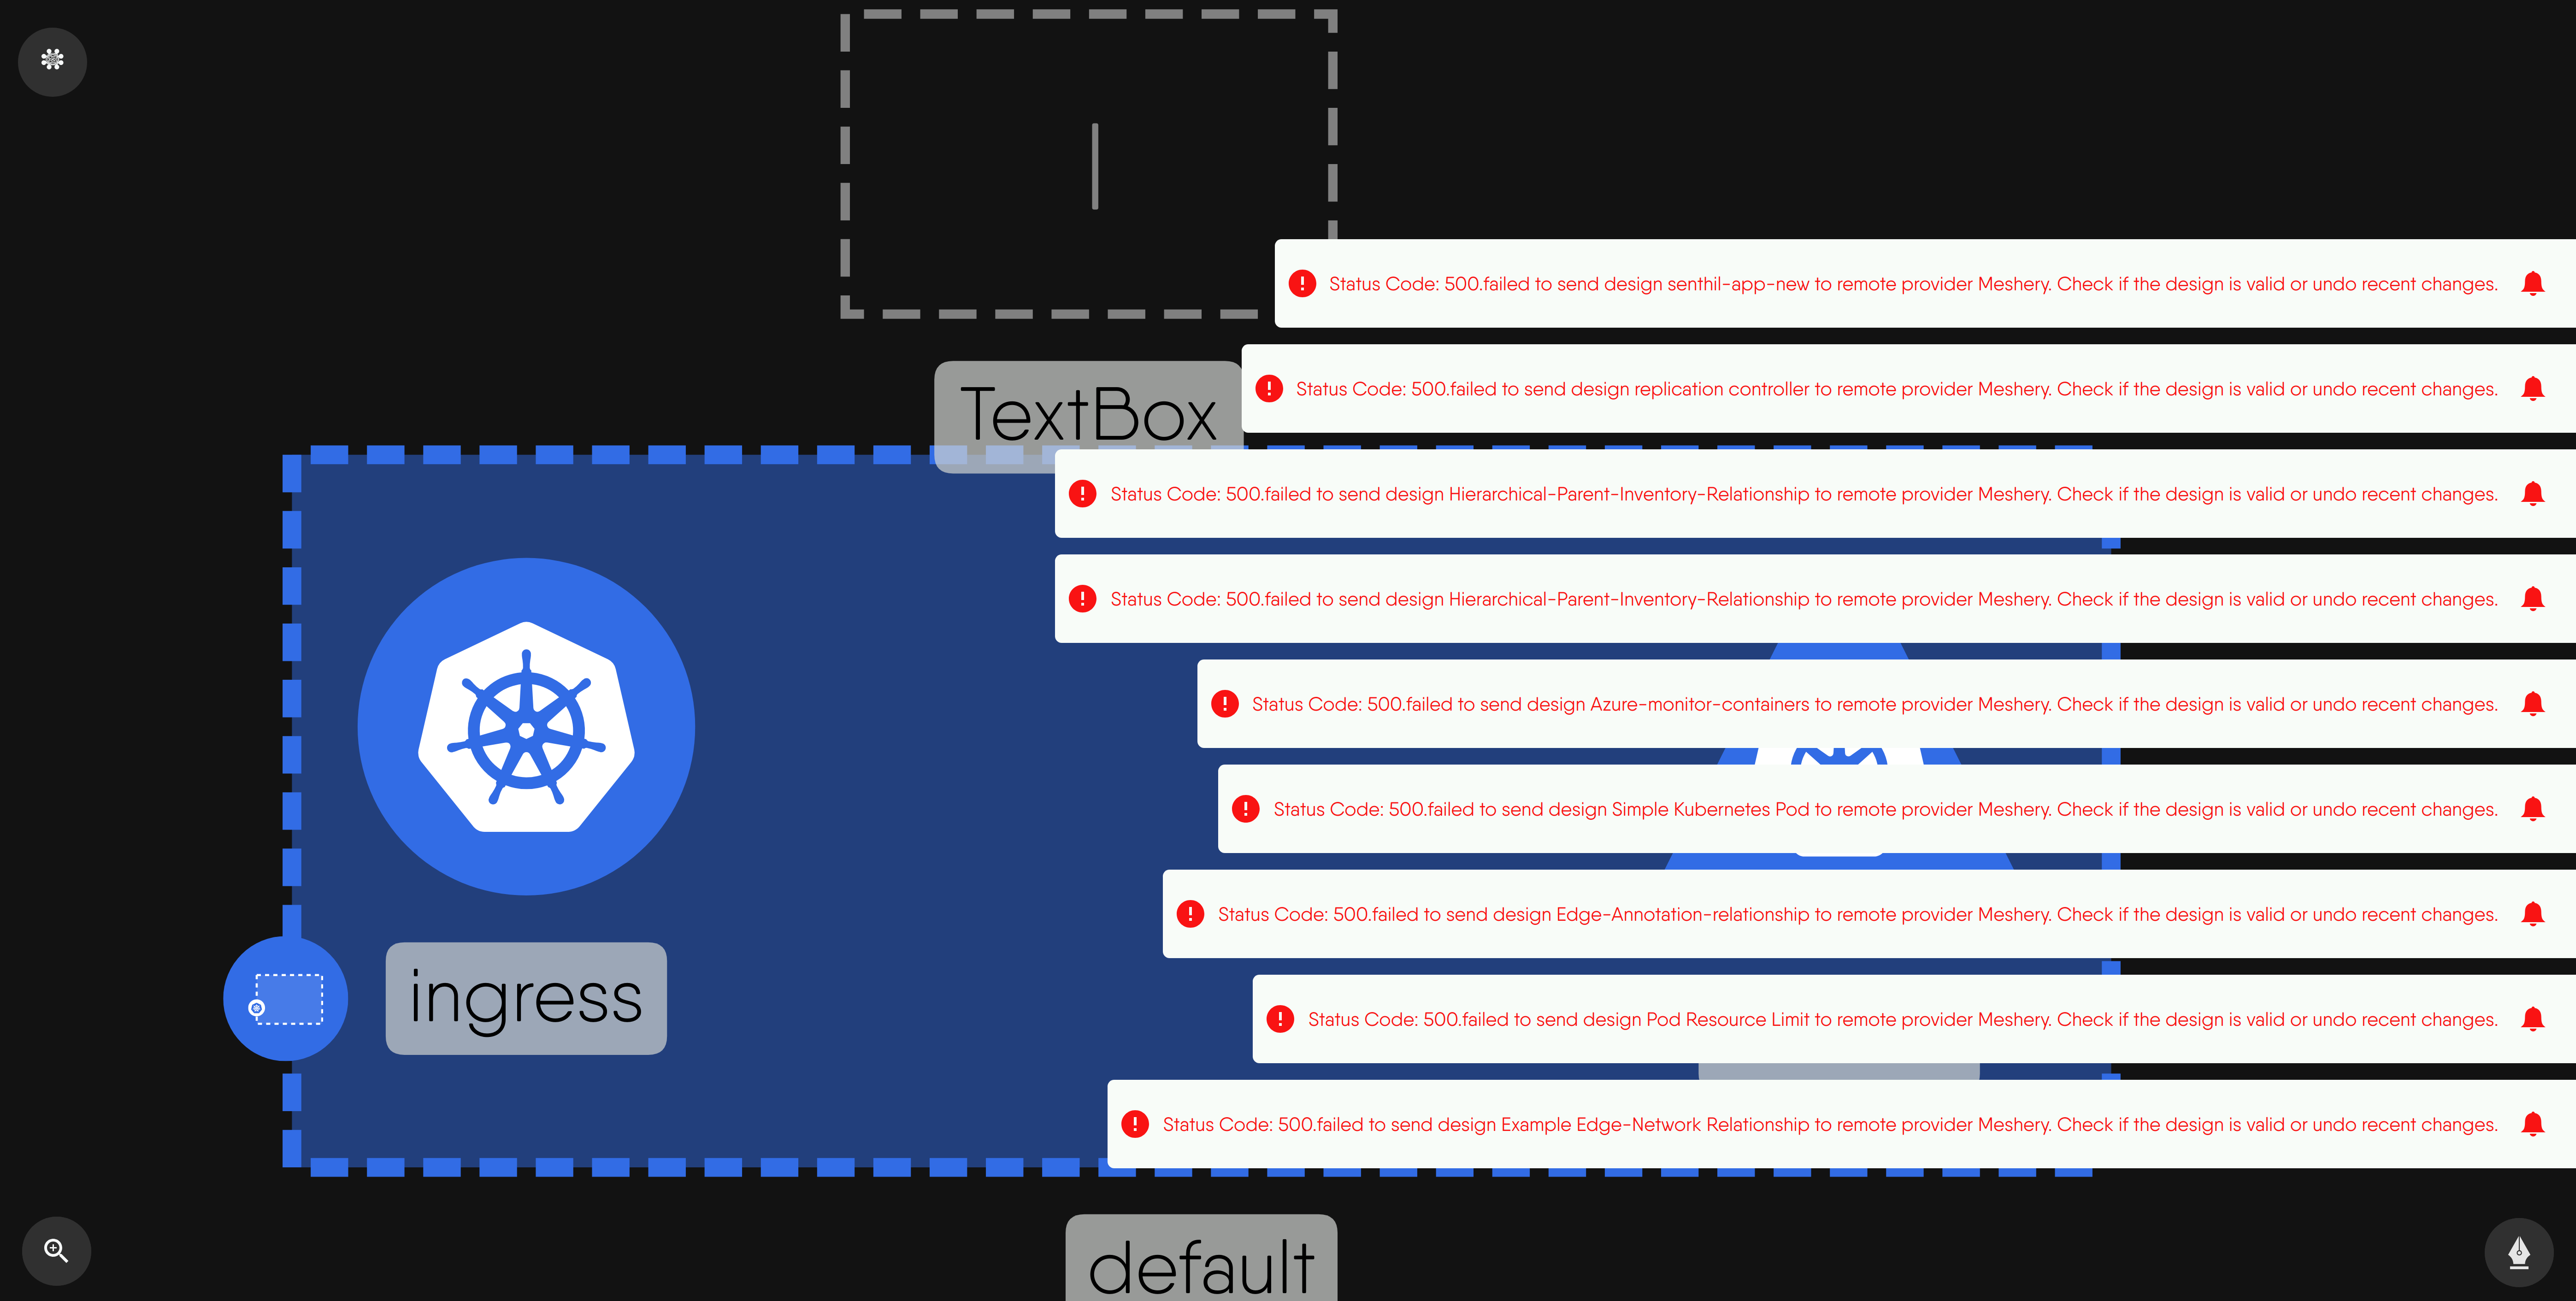 Status Code: 500.failed to send design senthil-app-new to remote provider Meshery. Check if the design is valid or undo recent changes.
Status Code: 500.failed to send design replication controller to remote provider Meshery. Check if the design is valid or undo recent changes.
TextBox
Status Code: 500.failed to send design Hierarchical-Parent-Inventory-Relationship to remote provider Meshery. Check if the design is valid or undo recent changes.
Status Code: 500.failed to send design Hierarchical-Parent-Inventory-Relationship to remote provider Meshery. Check if the design is valid or undo recent changes.
Status Code: 500.failed to send design Azure-monitor-containers to remote provider Meshery. Check if the design is valid or undo recent changes.
Status Code: 500.failed to send design Simple Kubernetes Pod to remote provider Meshery. Check if the design is valid or undo recent changes.
Status Code: 500.failed to send design Edge-Annotation-relationship to remote provider Meshery. Check if the design is valid or undo recent changes.
ingress
Status Code: 500.failed to send design Pod Resource Limit to remote provider Meshery. Check if the design is valid or undo recent changes.
Status Code: 500.failed to send design Example Edge-Network Relationship to remote provider Meshery. Check if the design is valid or undo recent changes.
default